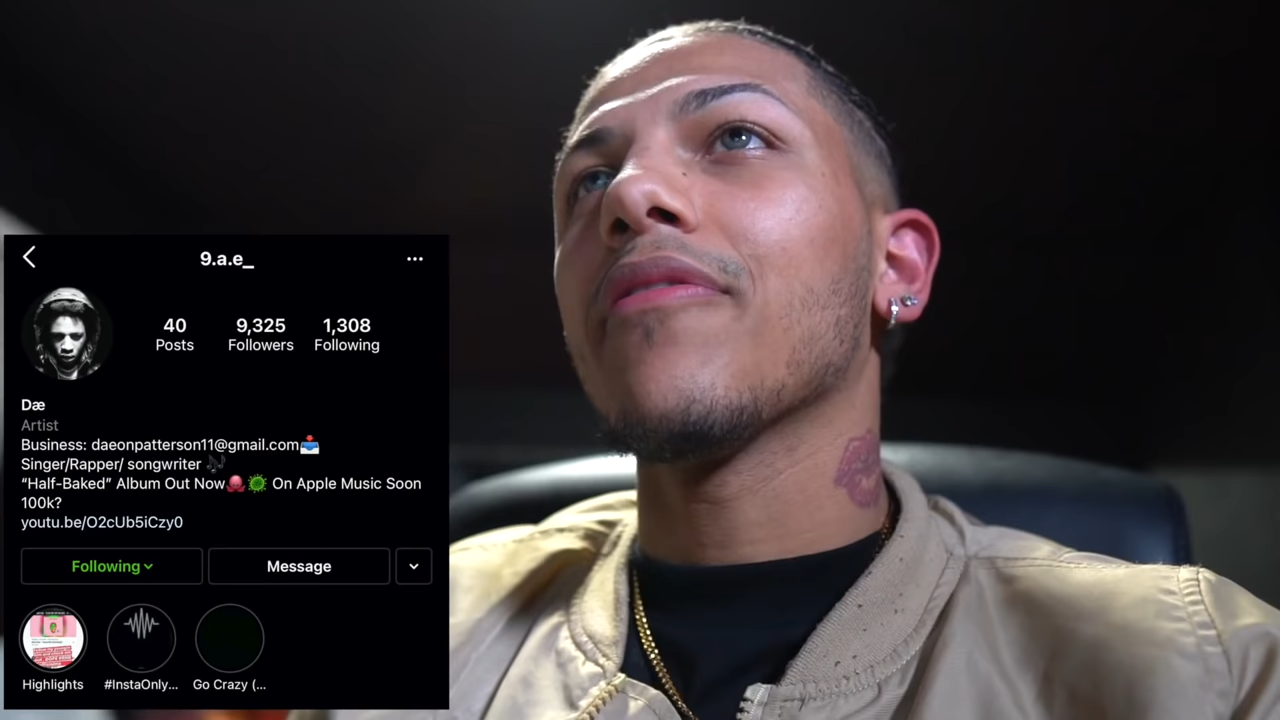 9.a.e_
40 9,325 1,308
Posts Followers Following
Dæ
Artist
Business: daeonpatterson11@gmail.com📥
Singer/Rapper/ songwriter 🎶
“Half-Baked” Album Out Now🐙🦠 On Apple Music Soon
100k?
youtu.be/O2cUb5iCzy0
Following Message
Highlights #InstaOnly... Go Crazy (...